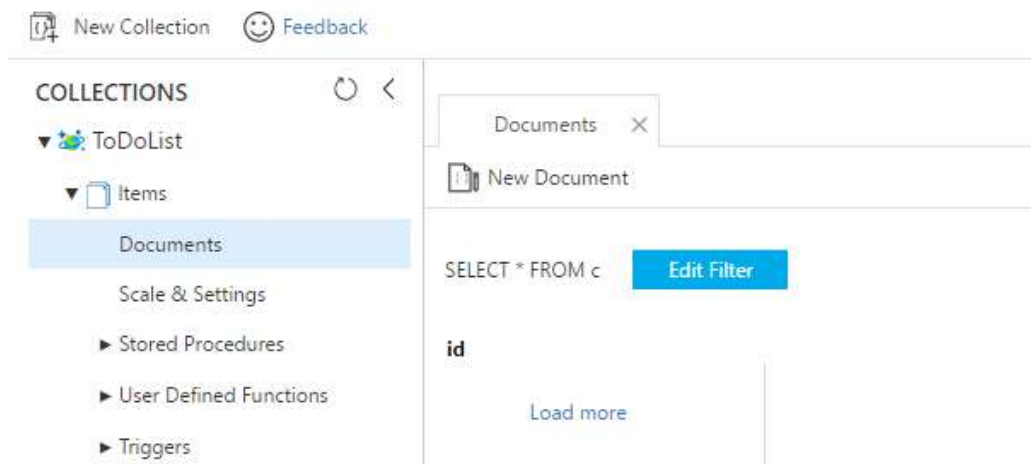 New Collection Feedback
COLLECTIONS
ToDoList
Items
Documents
Scale & Settings
Stored Procedures
User Defined Functions
Triggers
Documents
New Document
SELECT * FROM c Edit Filter
id
Load more